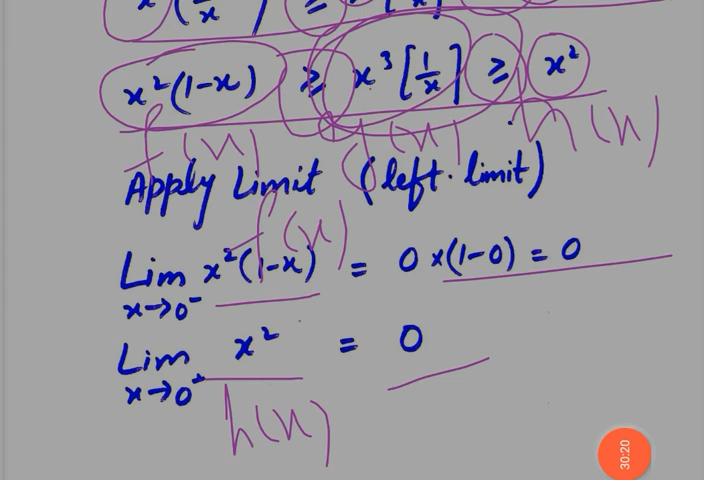 x²(1-x) ≥ x³[1/x] ≥ x²
f(x) g(x) h(x)
Apply Limit (left. limit)
f(x)
Lim x→0⁻ x²(1-x) = 0 x(1-0) = 0
Lim x→0⁻ x² = 0
h(x)
30:20